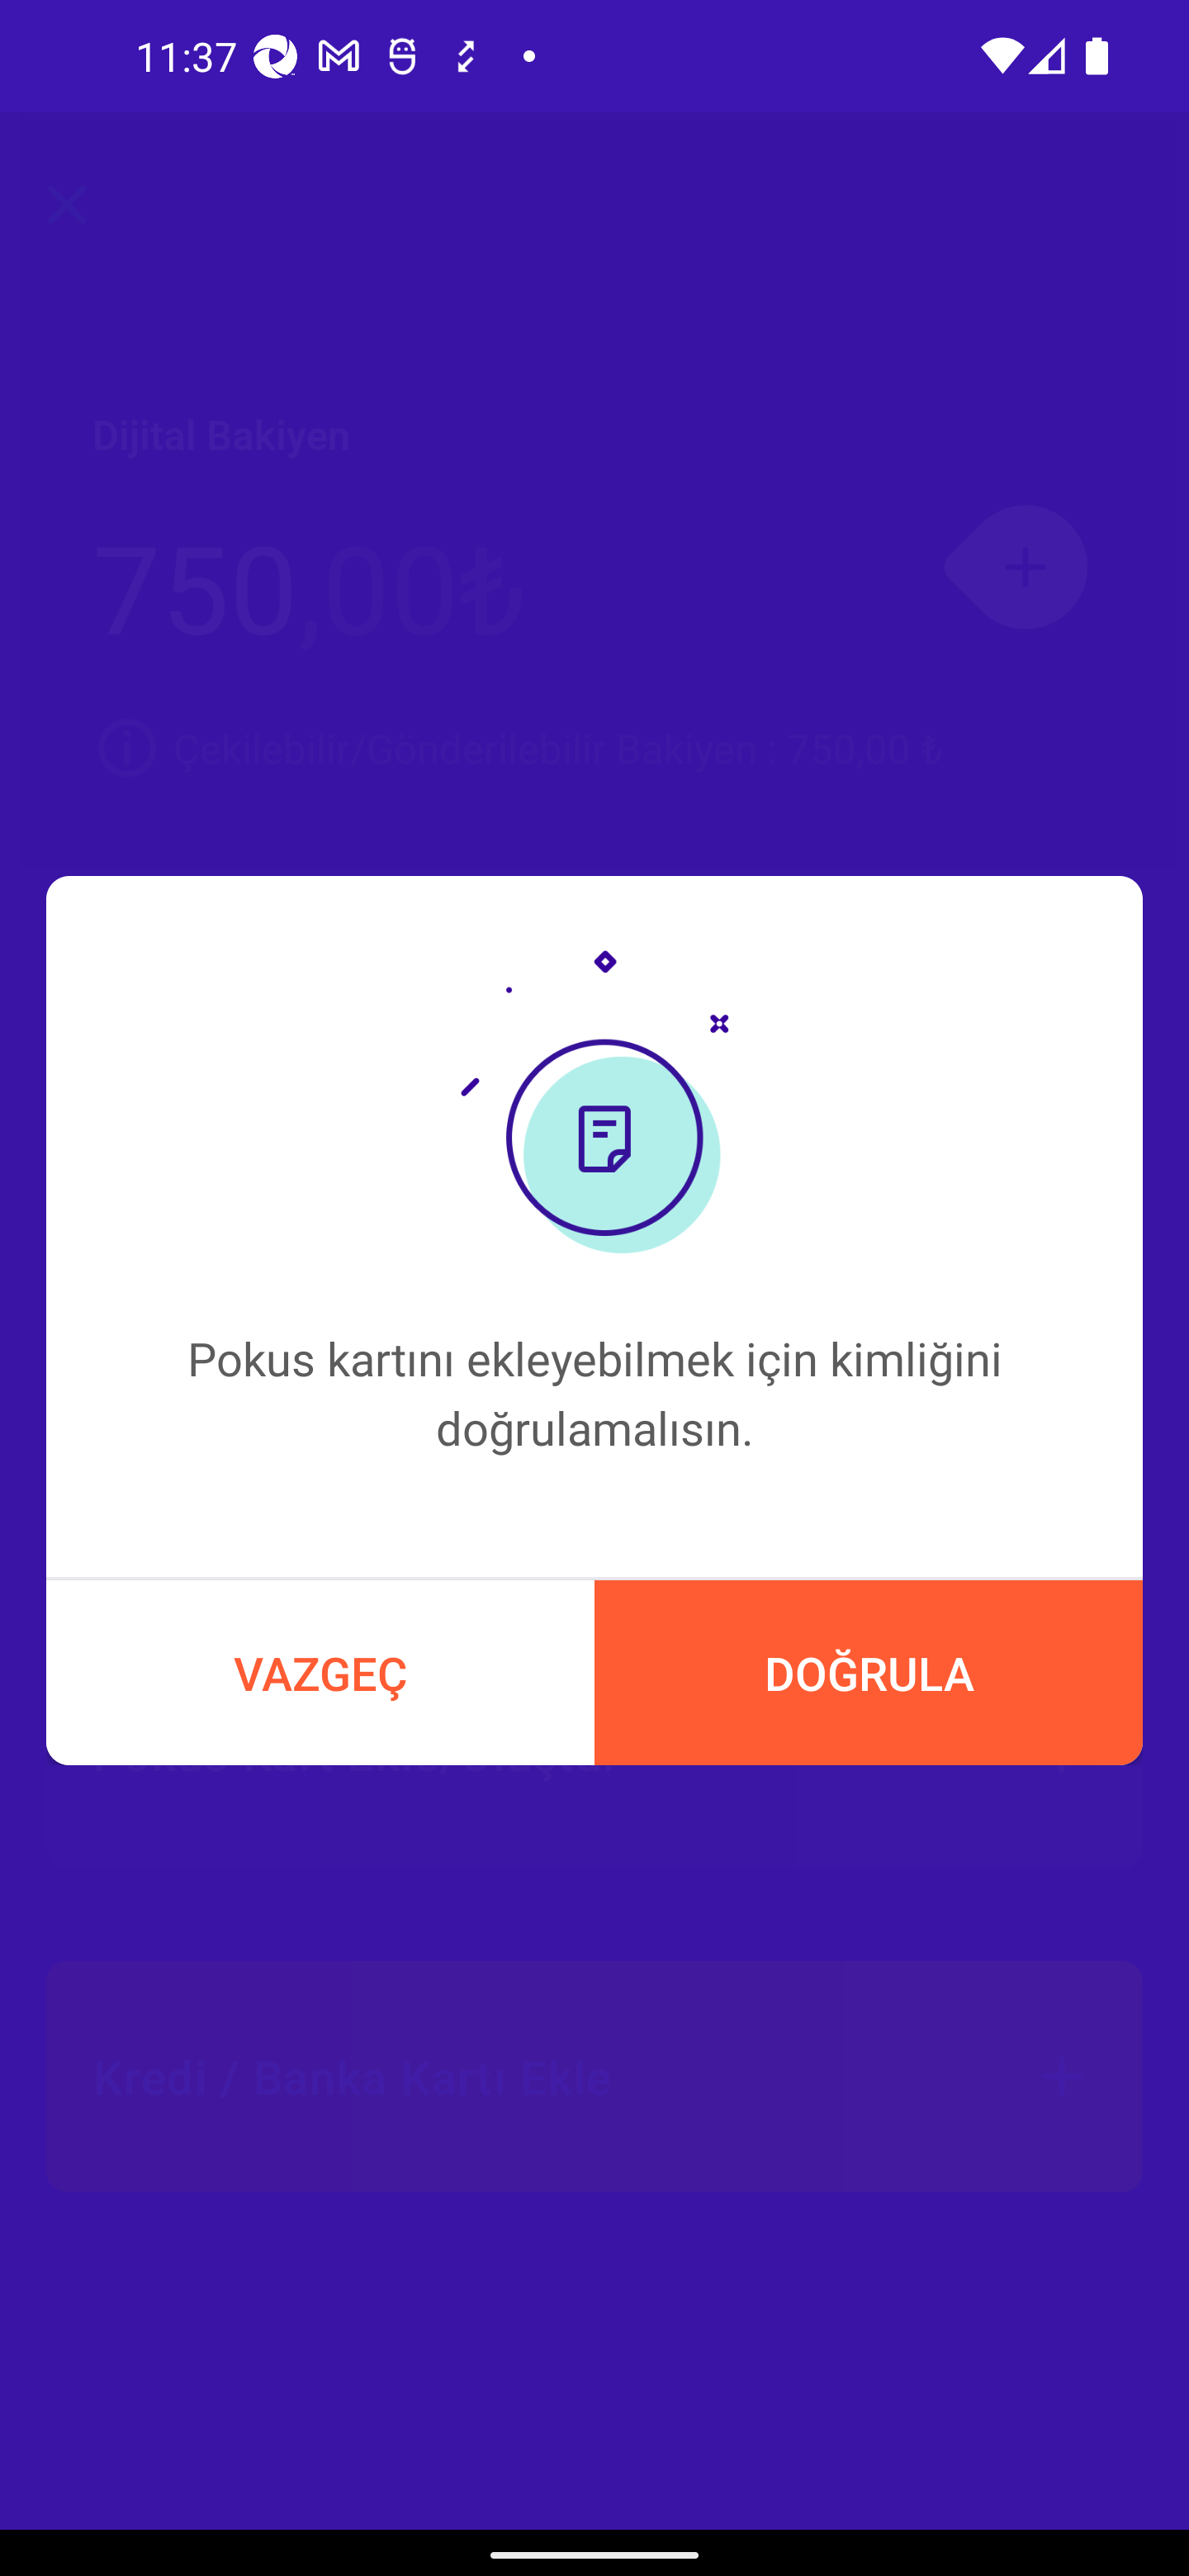 11:37
Dijital Bakiyen
750,00₺
Çekilebilir/Gönderilebilir Bakiyen : 750,00 ₺
Pokus kartını ekleyebilmek için kimliğini
doğrulamalısın.
VAZGEÇ
DOĞRULA
Kredi / Banka Kartı Ekle